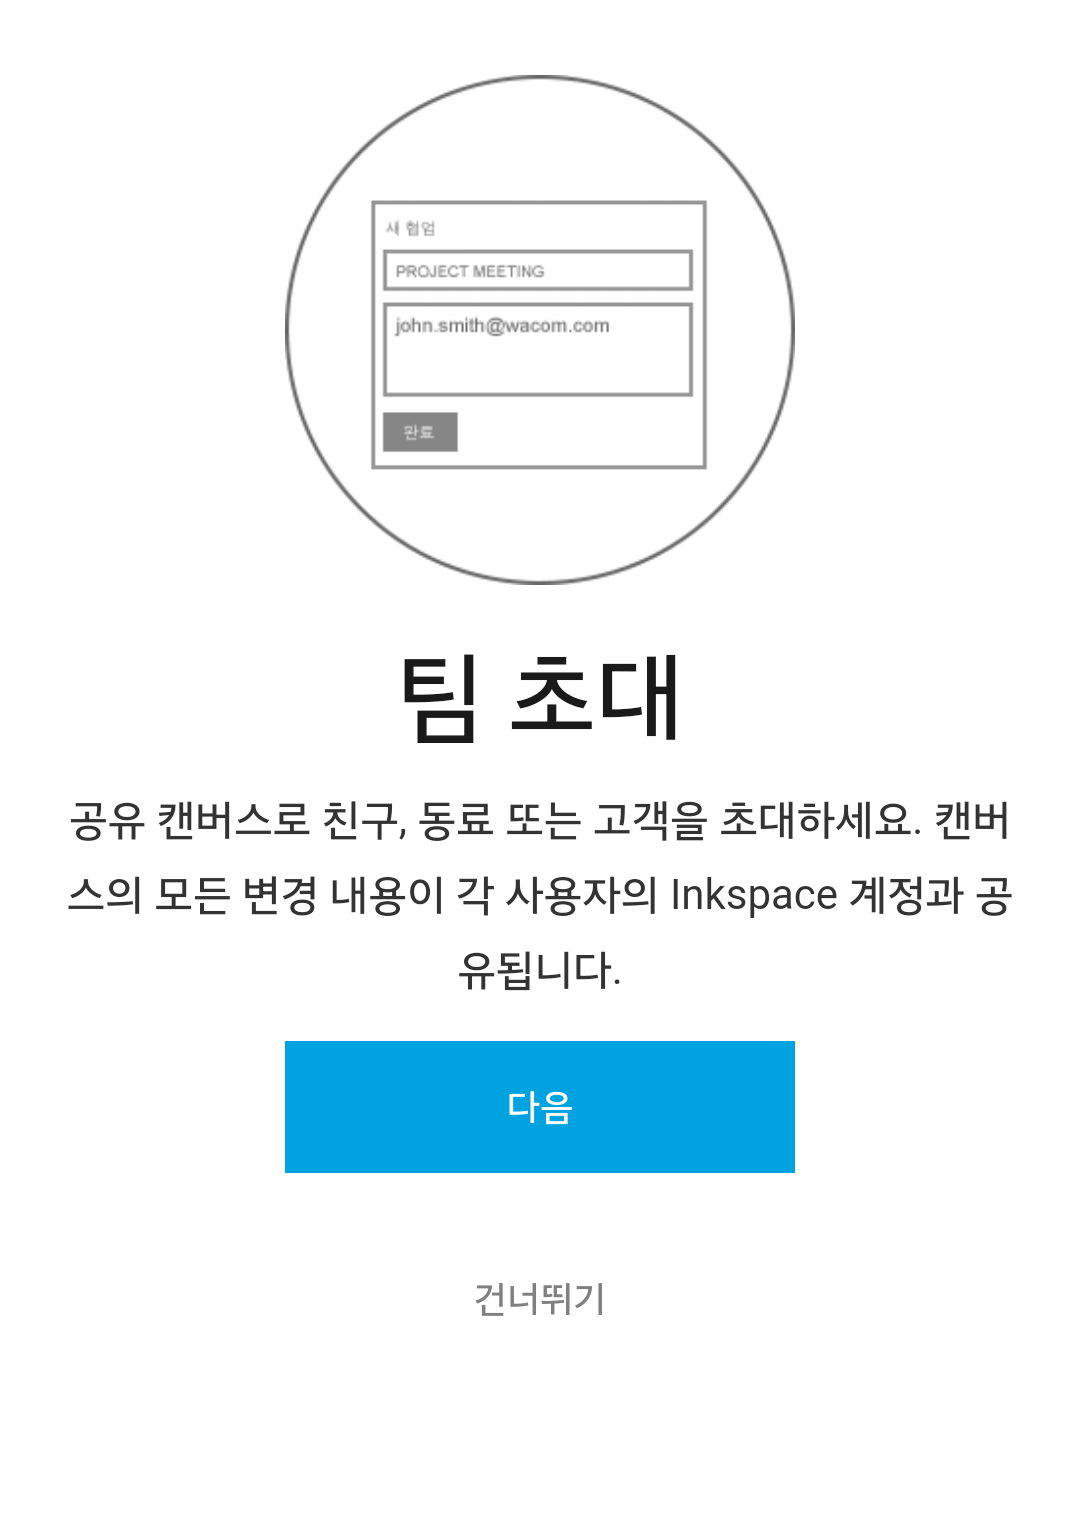 새 협업
PROJECT MEETING
john.smith@wacom.com
완료
팀 초대
공유 캔버스로 친구, 동료 또는 고객을 초대하세요. 캔버
스의 모든 변경 내용이 각 사용자의 Inkspace 계정과 공
유됩니다.
다음
건너뛰기